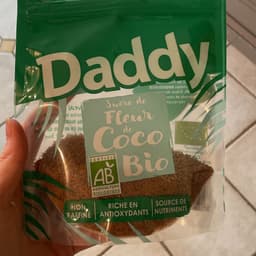 Daddy
Sucre de
Fleur
de
Coco
Bio
AB
NON
RAFFINÉ
RICHE EN
ANTIOXYDANTS
SOURCE DE
NUTRIMENTS